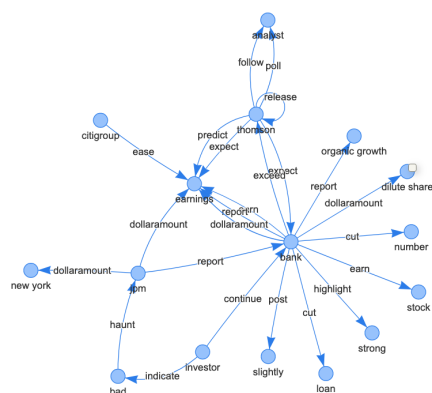 analyst
follow
poll
release
thomson
citigroup
predict
expect
organic growth
ease
exceed
expect
dilute share
earnings
report
report
earn
dollaramount
dollaramount
dollaramount
cut
number
bank
new york
dollaramount
jpm
report
earn
stock
highlight
haunt
continue
post
cut
strong
investor
slightly
indicate
loan
bad